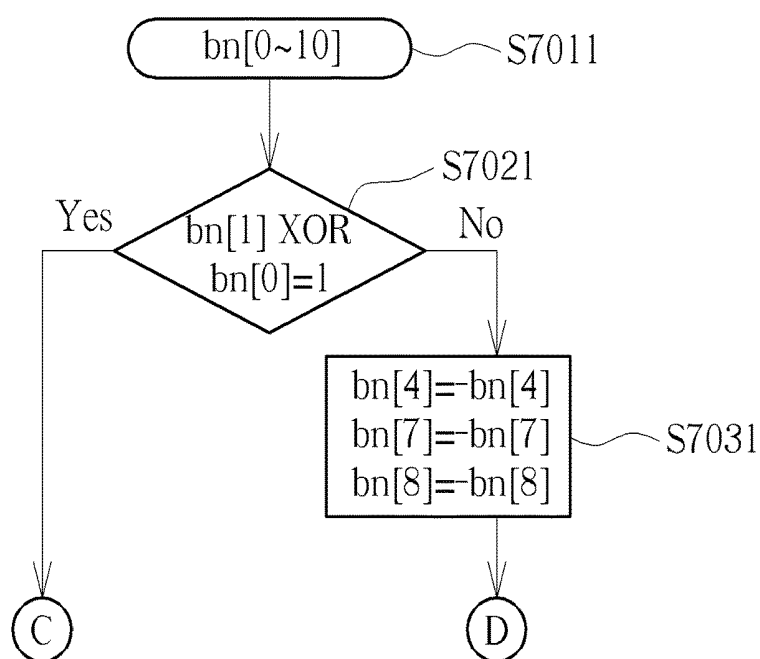 bn[0~10]
S7011
S7021
Yes
bn[1] XOR
bn[0]=1
No
bn[4]=-bn[4]
bn[7]=-bn[7]
bn[8]=-bn[8]
S7031
C
D